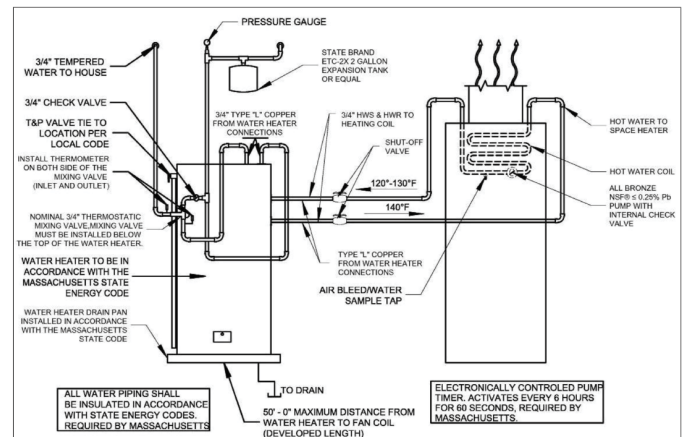 PRESSURE GAUGE
3/4" TEMPERED
WATER TO HOUSE
STATE BRAND
ETC-2X 2 GALLON
EXPANSION TANK
OR EQUAL
3/4" CHECK VALVE
T&P VALVE TIE TO
LOCATION PER
LOCAL CODE
3/4" TYPE "L" COPPER
FROM WATER HEATER
CONNECTIONS
3/4" HWS & HWR TO
HEATING COIL
SHUT-OFF
VALVE
HOT WATER TO
SPACE HEATER
INSTALL THERMOMETER
ON BOTH SIDE OF THE
MIXING VALVE
(INLET AND OUTLET)
HOT WATER COIL
120°-130°F
ALL BRONZE
NSF® ≤ 0.25% Pb
PUMP WITH
INTERNAL CHECK
VALVE
140°F
NOMINAL 3/4" THERMOSTATIC
MIXING VALVE,MIXING VALVE
MUST BE INSTALLED BELOW
THE TOP OF THE WATER HEATER.
TYPE "L" COPPER
FROM WATER HEATER
CONNECTIONS
WATER HEATER TO BE IN
ACCORDANCE WITH THE
MASSACHUSETTS STATE
ENERGY CODE
AIR BLEED/WATER
SAMPLE TAP
WATER HEATER DRAIN PAN
INSTALLED IN ACCORDANCE
WITH THE MASSACHUSETTS
STATE CODE
TO DRAIN
ALL WATER PIPING SHALL
BE INSULATED IN ACCORDANCE
WITH STATE ENERGY CODES.
REQUIRED BY MASSACHUSETTS
50' - 0" MAXIMUM DISTANCE FROM
WATER HEATER TO FAN COIL
(DEVELOPED LENGTH)
ELECTRONICALLY CONTROLED PUMP
TIMER. ACTIVATES EVERY 6 HOURS
FOR 60 SECONDS, REQUIRED BY
MASSACHUSETTS.